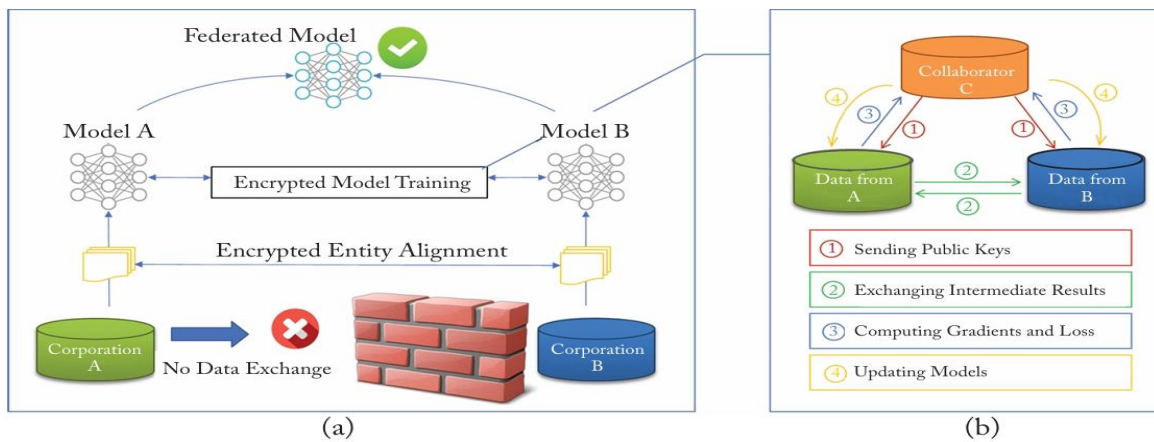 Federated Model
Model A
Model B
Encrypted Model Training
Encrypted Entity Alignment
Corporation
A
No Data Exchange
Corporation
B
(a)
Collaborator
C
4
3
1
1
3
4
Data from
A
2
2
Data from
B
1 Sending Public Keys
2 Exchanging Intermediate Results
3 Computing Gradients and Loss
4 Updating Models
(b)